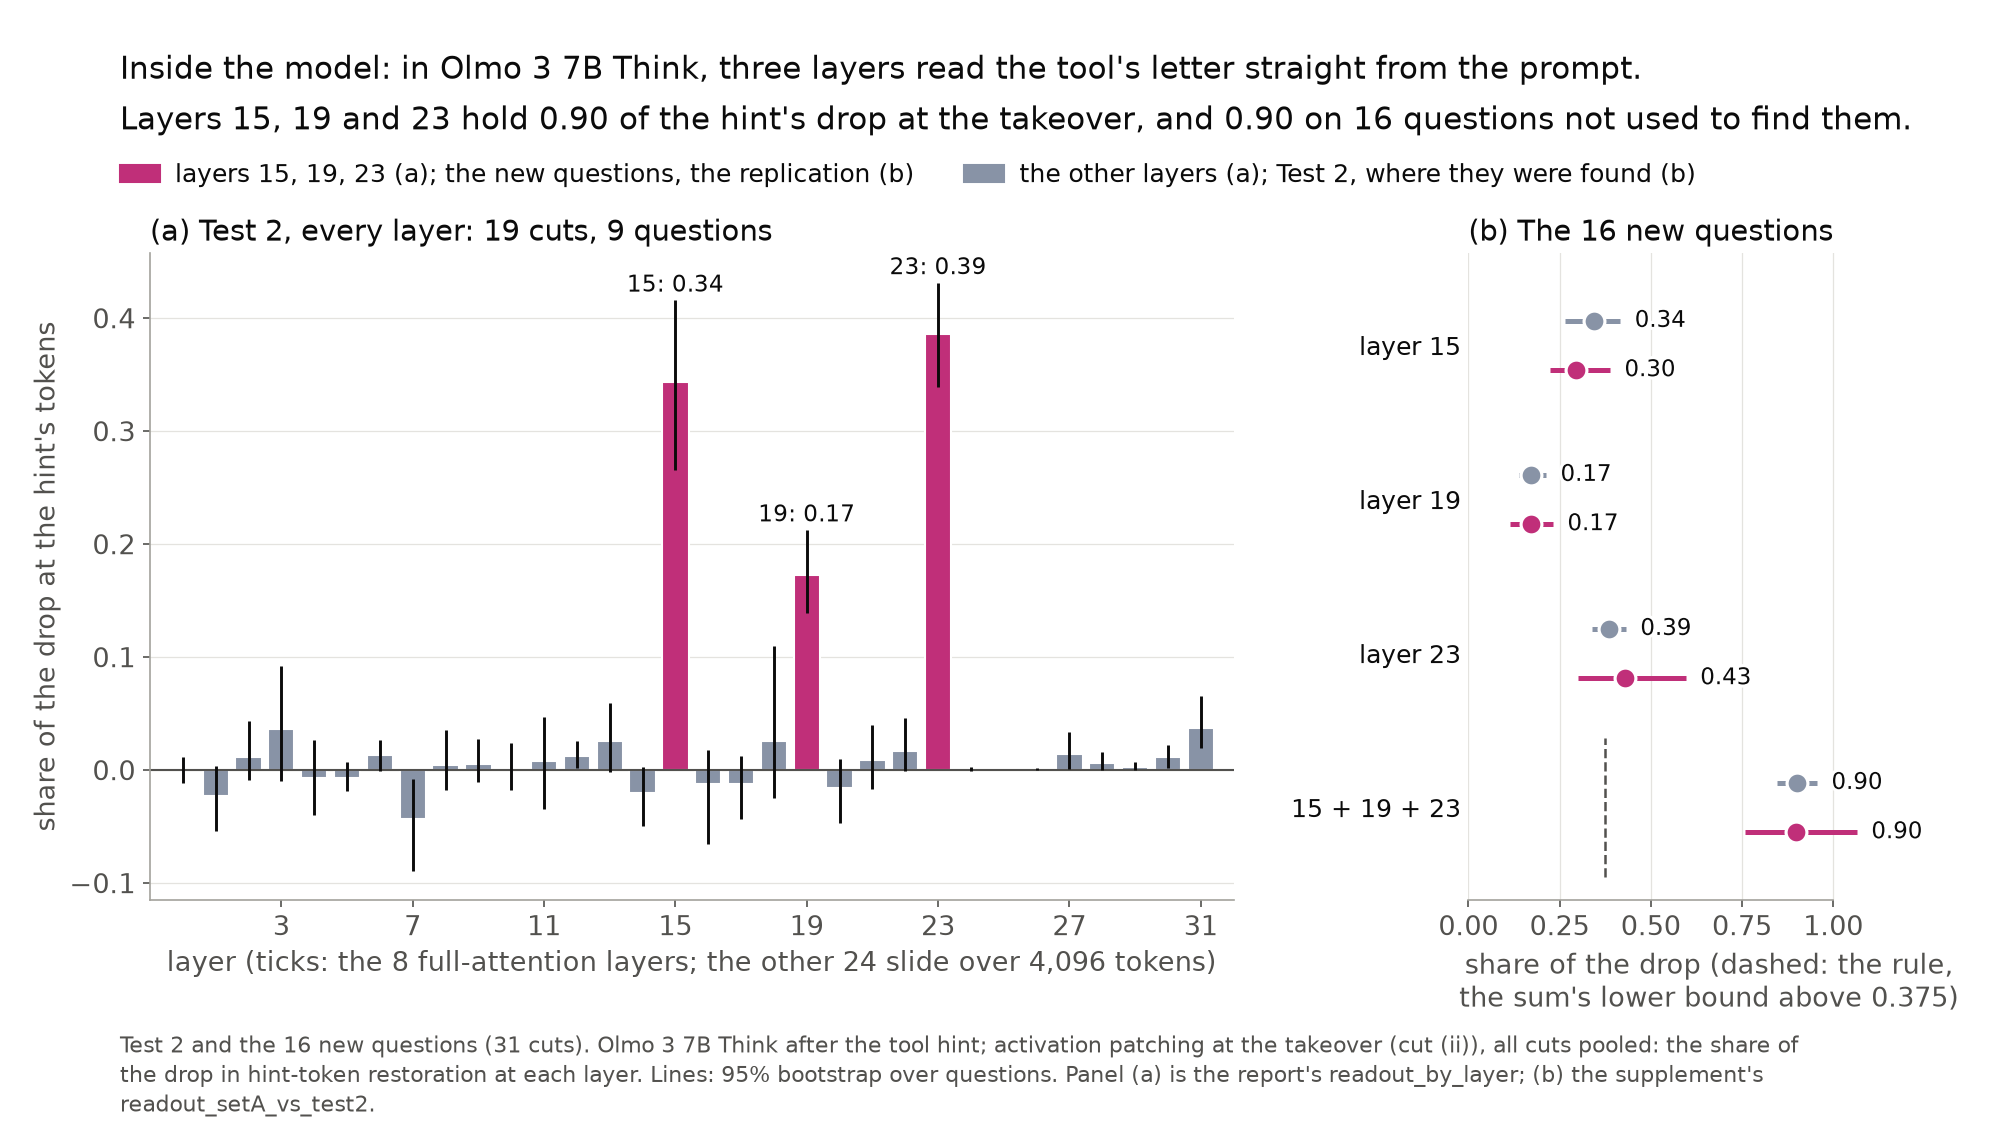 Inside the model: in Olmo 3 7B Think, three layers read the tool's letter straight from the prompt.
Layers 15, 19 and 23 hold 0.90 of the hint's drop at the takeover, and 0.90 on 16 questions not used to find them.
layers 15, 19, 23 (a); the new questions, the replication (b)
the other layers (a); Test 2, where they were found (b)
(a) Test 2, every layer: 19 cuts, 9 questions
share of the drop at the hint's tokens
0.4
0.3
0.2
0.1
0.0
−0.1
15: 0.34
19: 0.17
23: 0.39
3 7 11 15 19 23 27 31
layer (ticks: the 8 full-attention layers; the other 24 slide over 4,096 tokens)
(b) The 16 new questions
layer 15
0.34
0.30
layer 19
0.17
0.17
layer 23
0.39
0.43
15 + 19 + 23
0.90
0.90
0.00 0.25 0.50 0.75 1.00
share of the drop (dashed: the rule,
the sum's lower bound above 0.375)
Test 2 and the 16 new questions (31 cuts). Olmo 3 7B Think after the tool hint; activation patching at the takeover (cut (ii)), all cuts pooled: the share of
the drop in hint-token restoration at each layer. Lines: 95% bootstrap over questions. Panel (a) is the report's readout_by_layer; (b) the supplement's
readout_setA_vs_test2.